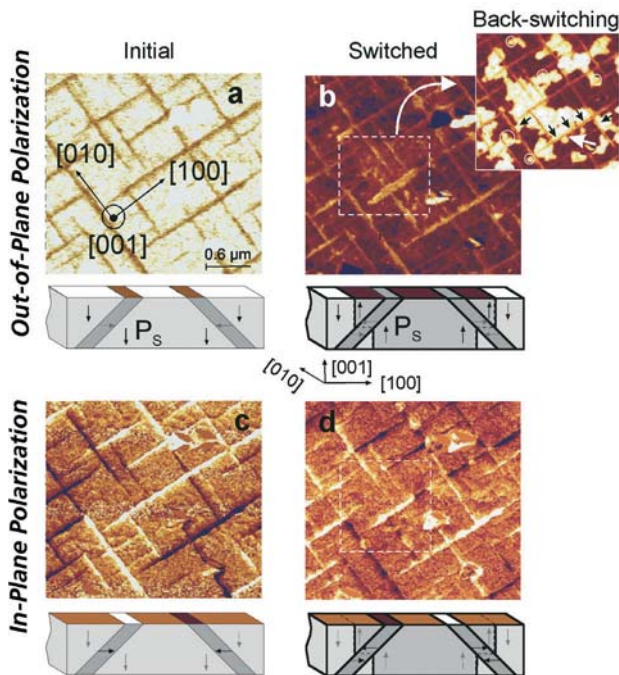 Back-switching
Initial
Switched
Out-of-Plane Polarization
a
[010]
[100]
[001]
0.6 µm
b
P_S
P_S
[010]
[001]
[100]
In-Plane Polarization
c
d